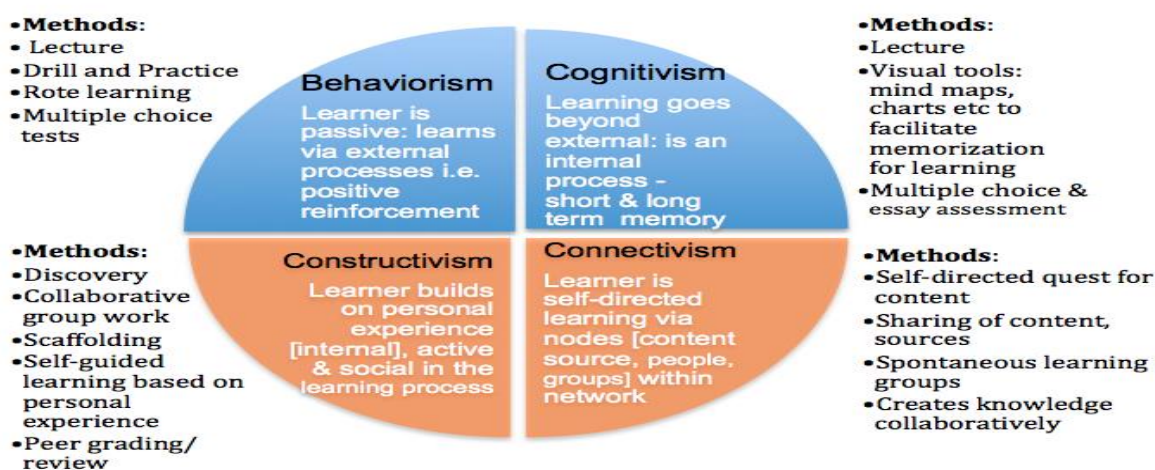 •Methods:
• Lecture
•Drill and Practice
•Rote learning
•Multiple choice
tests
Behaviorism
Learner is
passive: learns
via external
processes i.e.
positive
reinforcement
Cognitivism
Learning goes
beyond
external: is an
internal
process -
short & long
term memory
•Methods:
•Lecture
•Visual tools:
mind maps,
charts etc to
facilitate
memorization
for learning
•Multiple choice &
essay assessment
•Methods:
•Discovery
•Collaborative
group work
•Scaffolding
•Self-guided
learning based on
personal
experience
•Peer grading/
review
Constructivism
Learner builds
on personal
experience
[internal], active
& social in the
learning process
Connectivism
Learner is
self-directed
learning via
nodes [content
source, people,
groups] within
network
•Methods:
•Self-directed quest for
content
•Sharing of content,
sources
•Spontaneous learning
groups
•Creates knowledge
collaboratively